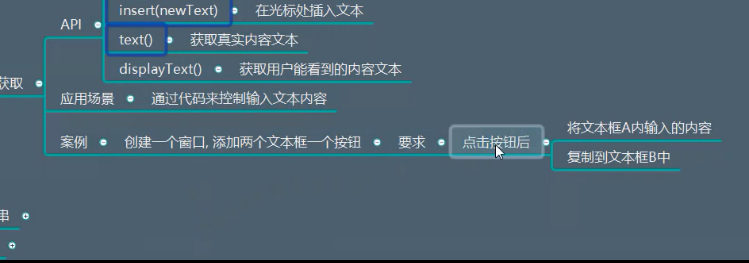 insert(newText) 在光标处插入文本
API
text() 获取真实内容文本
displayText() 获取用户能看到的内容文本
获取
应用场景 通过代码来控制输入文本内容
将文本框A内输入的内容
案例 创建一个窗口, 添加两个文本框一个按钮 要求 点击按钮后
复制到文本框B中
串